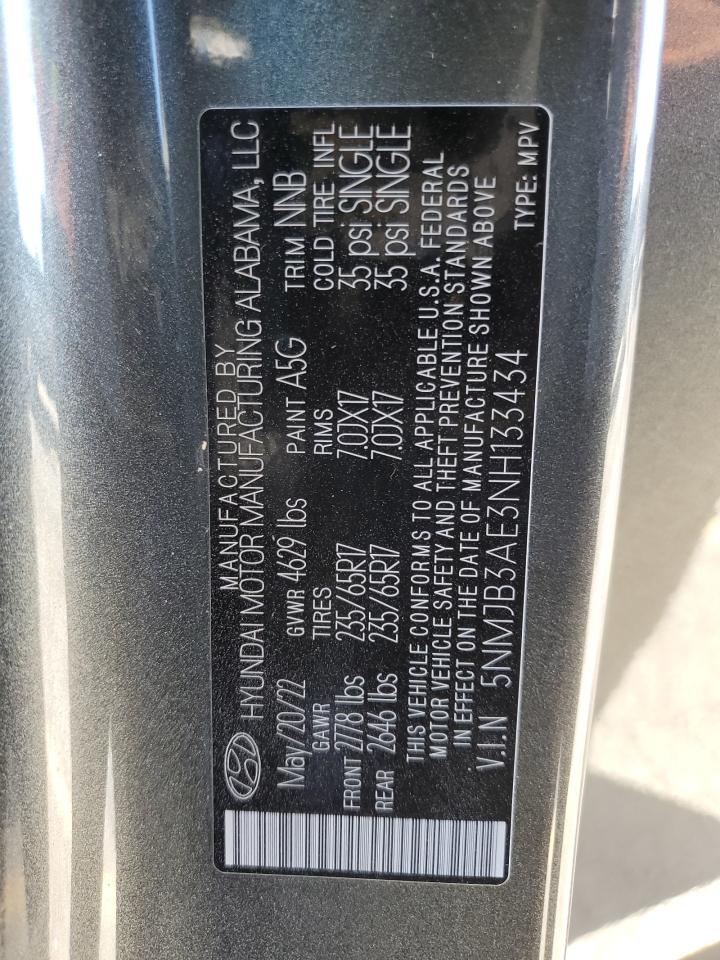 MANUFACTURED BY
HYUNDAI MOTOR MANUFACTURING ALABAMA, LLC
May/20/22 GVWR 4629 lbs PAINT A5G TRIM NNB
GAWR TIRES RIMS COLD TIRE. INFL
FRONT 2778 lbs 235/65R17 7.0JX17 35 psi SINGLE
REAR 2646 lbs 235/65R17 7.0JX17 35 psi SINGLE
THIS VEHICLE CONFORMS TO ALL APPLICABLE U.S.A. FEDERAL
MOTOR VEHICLE SAFETY AND THEFT PREVENTION STANDARDS
IN EFFECT ON THE DATE OF MANUFACTURE SHOWN ABOVE
V.I.N 5NMJB3AE3NH133434 TYPE: MPV